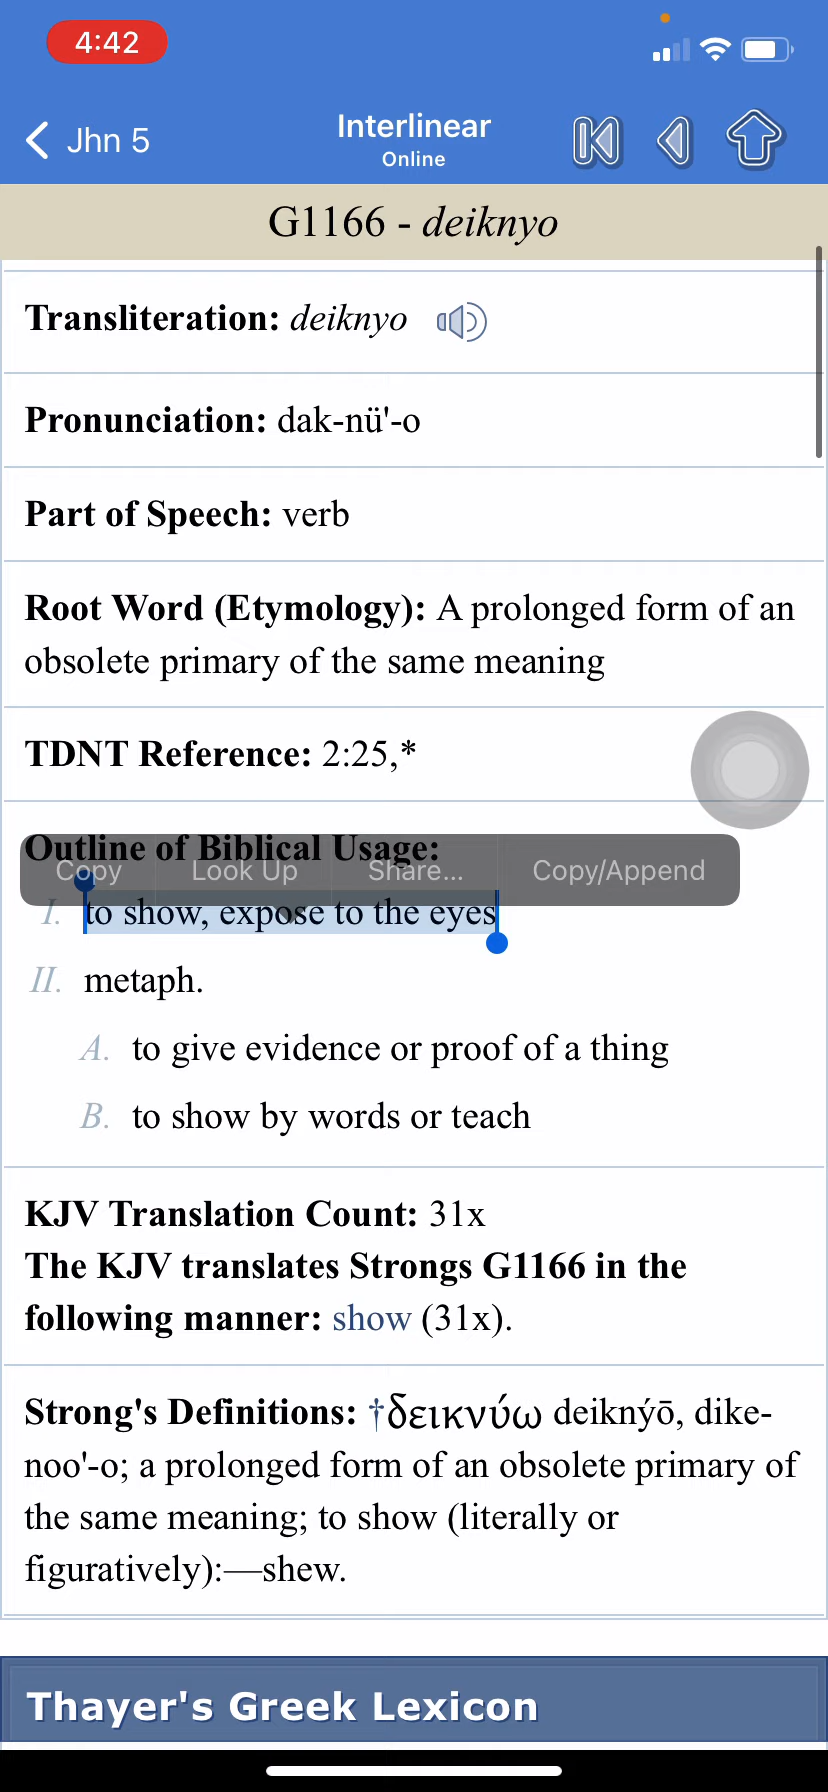 4:42
Jhn 5
Interlinear
Online
G1166 - deiknyo
Transliteration: deiknyo
Pronunciation: dak-nü'-o
Part of Speech: verb
Root Word (Etymology): A prolonged form of an
obsolete primary of the same meaning
TDNT Reference: 2:25,*
Outline of Biblical Usage:
Copy Look Up Share... Copy/Append
I. to show, expose to the eyes
II. metaph.
A. to give evidence or proof of a thing
B. to show by words or teach
KJV Translation Count: 31x
The KJV translates Strongs G1166 in the
following manner: show (31x).
Strong's Definitions: †δεικνύω deiknýō, dike-
noo'-o; a prolonged form of an obsolete primary of
the same meaning; to show (literally or
figuratively):—shew.
Thayer's Greek Lexicon